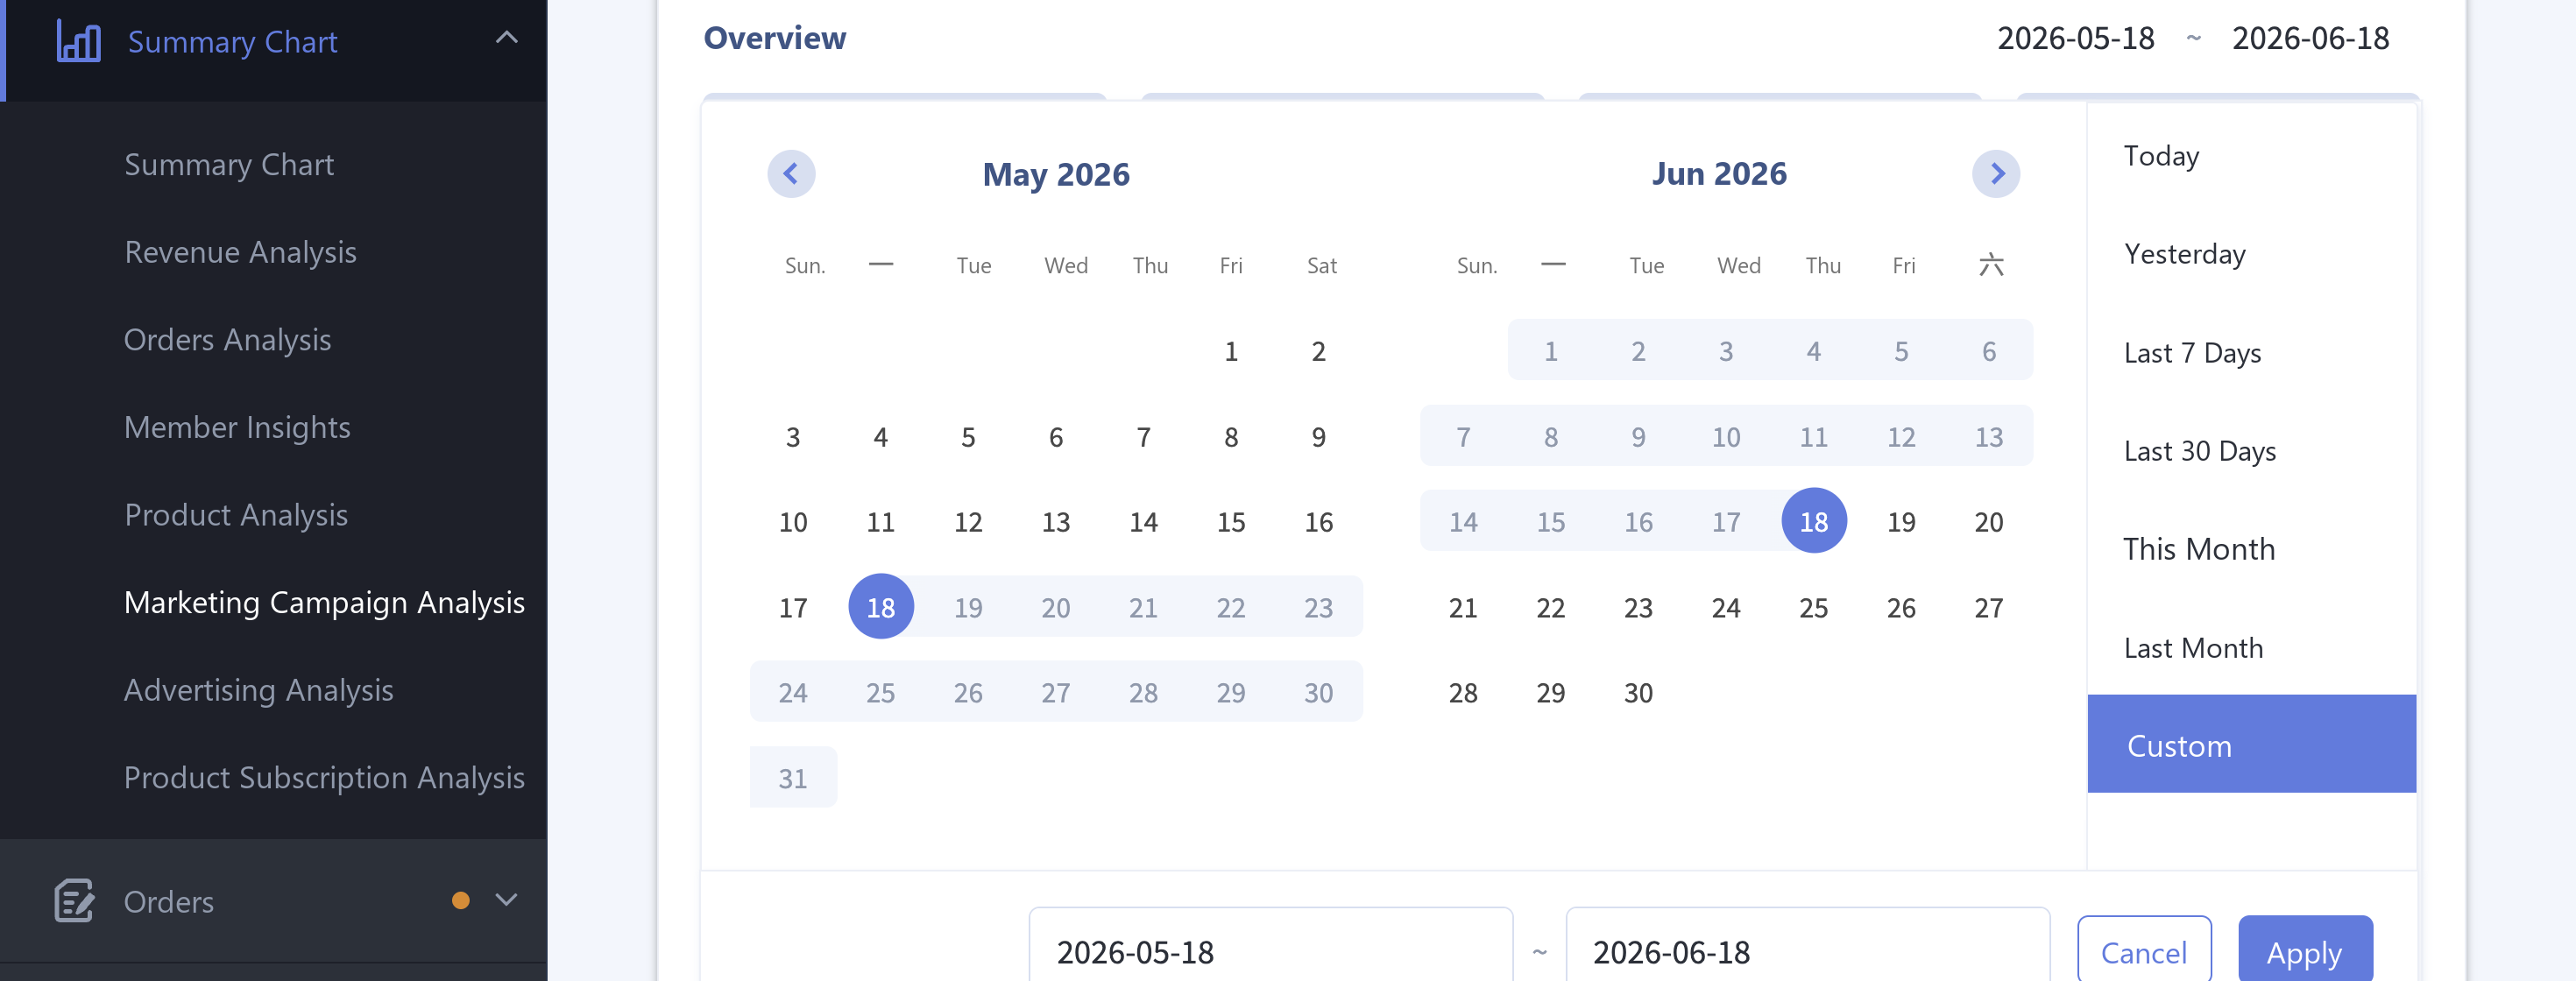 Summary Chart
Summary Chart
Revenue Analysis
Orders Analysis
Member Insights
Product Analysis
Marketing Campaign Analysis
Advertising Analysis
Product Subscription Analysis
Orders
Overview
2026-05-18 ~ 2026-06-18
May 2026
Sun. 一 Tue Wed Thu Fri Sat
1 2
3 4 5 6 7 8 9
10 11 12 13 14 15 16
17 18 19 20 21 22 23
24 25 26 27 28 29 30
31
Jun 2026
Sun. 一 Tue Wed Thu Fri 六
1 2 3 4 5 6
7 8 9 10 11 12 13
14 15 16 17 18 19 20
21 22 23 24 25 26 27
28 29 30
Today
Yesterday
Last 7 Days
Last 30 Days
This Month
Last Month
Custom
2026-05-18 ~ 2026-06-18
Cancel
Apply